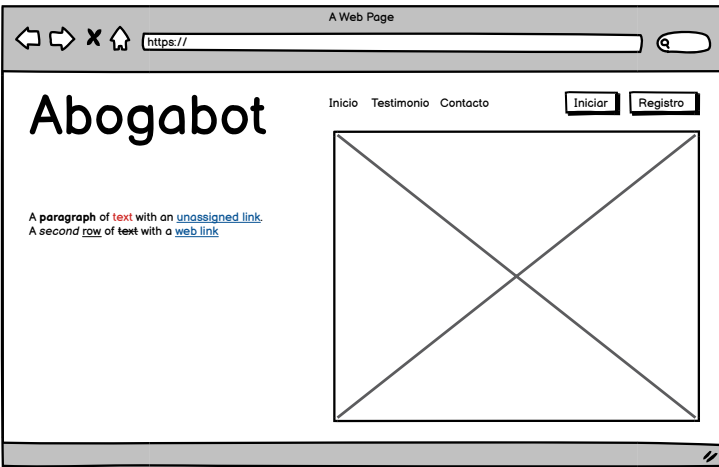 A Web Page
https://
Abogabot
Inicio Testimonio Contacto
Iniciar Registro
A paragraph of text with an unassigned link.
A second row of text with a web link